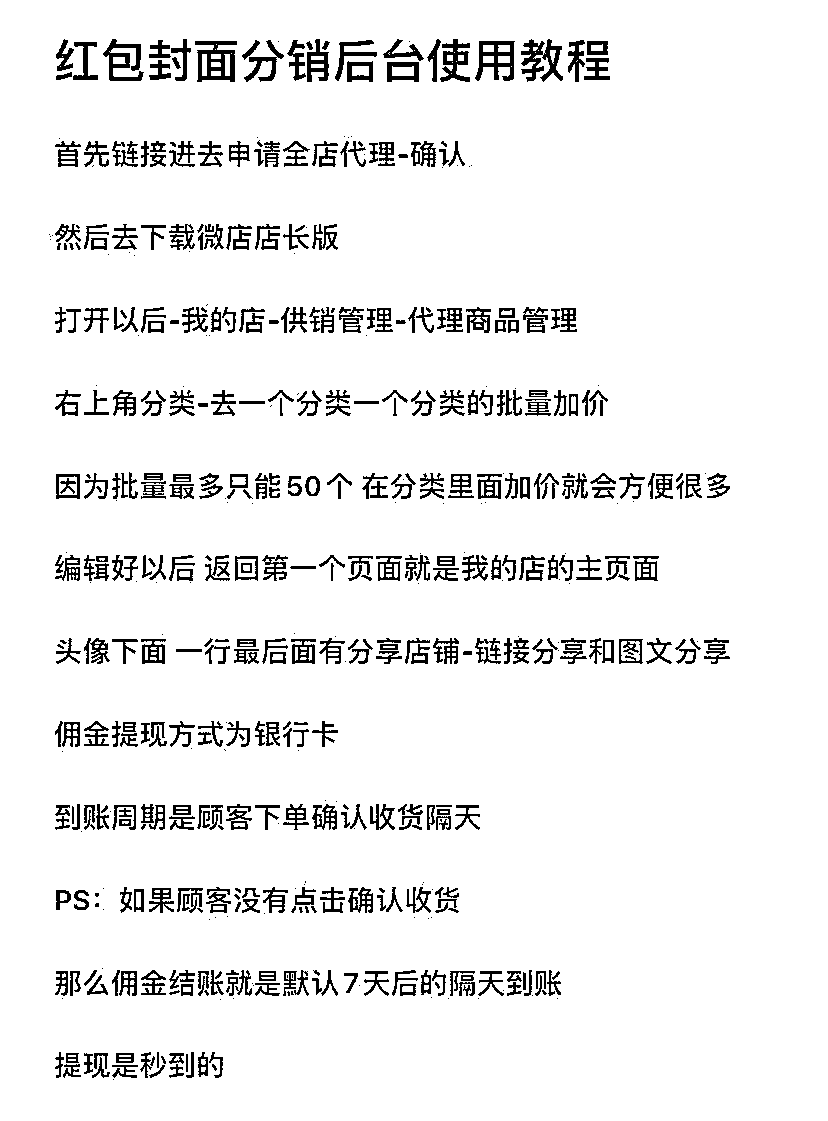 红包封面分销后台使用教程
首先链接进去申请全店代理-确认
然后去下载微店店长版
打开以后-我的店-供销管理-代理商品管理
右上角分类-去一个分类一个分类的批量加价
因为批量最多只能50个 在分类里面加价就会方便很多
编辑好以后 返回第一个页面就是我的店的主页面
头像下面 一行最后面有分享店铺-链接分享和图文分享
佣金提现方式为银行卡
到账周期是顾客下单确认收货隔天
PS：如果顾客没有点击确认收货
那么佣金结账就是默认7天后的隔天到账
提现是秒到的